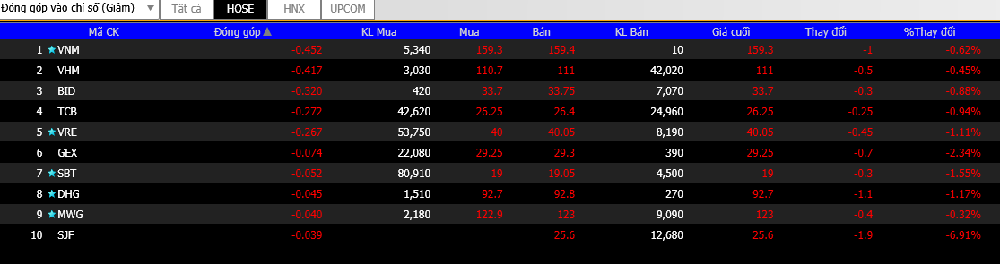 Đóng góp vào chỉ số (Giảm) Tất cả HOSE HNX UPCOM
Mã CK Đóng góp KL Mua Mua Bán KL Bán Giá cuối Thay đổi %Thay đổi
1 VNM -0.452 5,340 159.3 159.4 10 159.3 -1 -0.62%
2 VHM -0.417 3,030 110.7 111 42,020 111 -0.5 -0.45%
3 BID -0.320 420 33.7 33.75 7,070 33.7 -0.3 -0.88%
4 TCB -0.272 42,620 26.25 26.4 24,960 26.25 -0.25 -0.94%
5 VRE -0.267 53,750 40 40.05 8,190 40.05 -0.45 -1.11%
6 GEX -0.074 22,080 29.25 29.3 390 29.25 -0.7 -2.34%
7 SBT -0.052 80,910 19 19.05 4,500 19 -0.3 -1.55%
8 DHG -0.045 1,510 92.7 92.8 270 92.7 -1.1 -1.17%
9 MWG -0.040 2,180 122.9 123 9,090 123 -0.4 -0.32%
10 SJF -0.039 25.6 12,680 25.6 -1.9 -6.91%